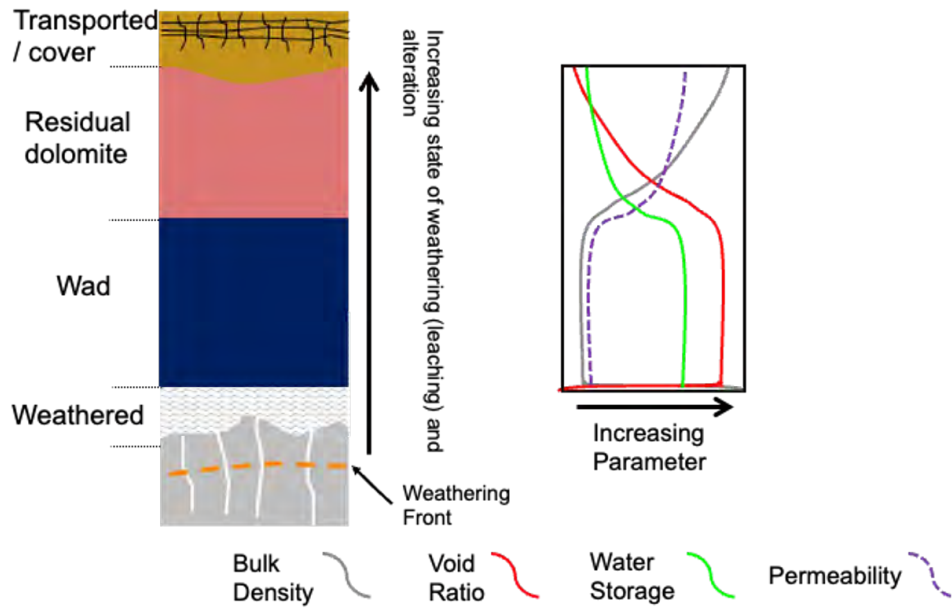 Transported
/ cover
Residual
dolomite
Wad
Weathered
Increasing state of weathering (leaching) and
alteration
Weathering
Front
Increasing
Parameter
Bulk
Density
Void
Ratio
Water
Storage
Permeability